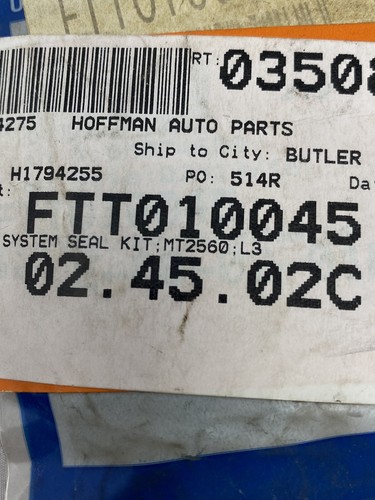 RT: 03508
4275 HOFFMAN AUTO PARTS
Ship to City: BUTLER
H1794255 PO: 514R Da
t:
FTT010045
SYSTEM SEAL KIT;MT2560;L3
02.45.02C